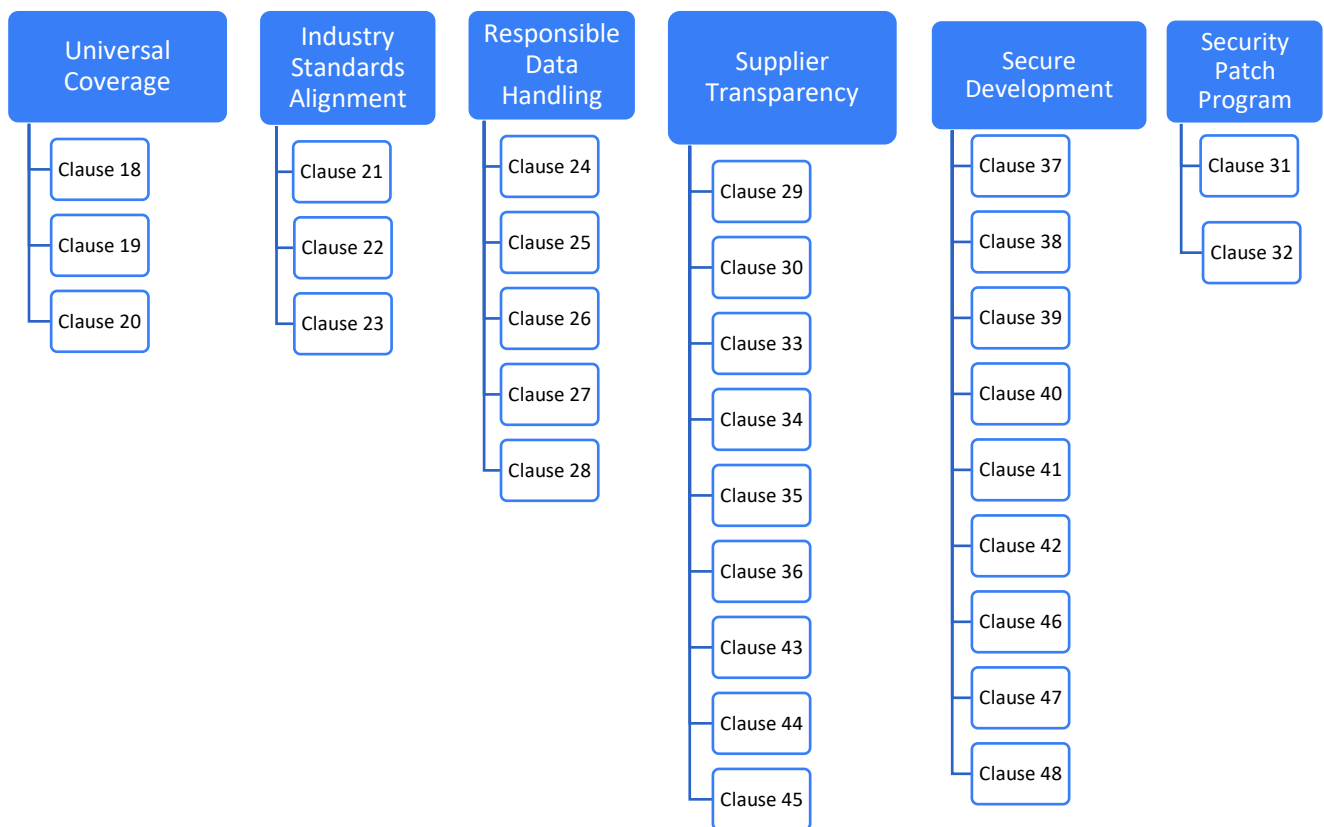 Universal
Coverage
Clause 18
Clause 19
Clause 20
Industry
Standards
Alignment
Clause 21
Clause 22
Clause 23
Responsible
Data
Handling
Clause 24
Clause 25
Clause 26
Clause 27
Clause 28
Supplier
Transparency
Clause 29
Clause 30
Clause 33
Clause 34
Clause 35
Clause 36
Clause 43
Clause 44
Clause 45
Secure
Development
Clause 37
Clause 38
Clause 39
Clause 40
Clause 41
Clause 42
Clause 46
Clause 47
Clause 48
Security
Patch
Program
Clause 31
Clause 32